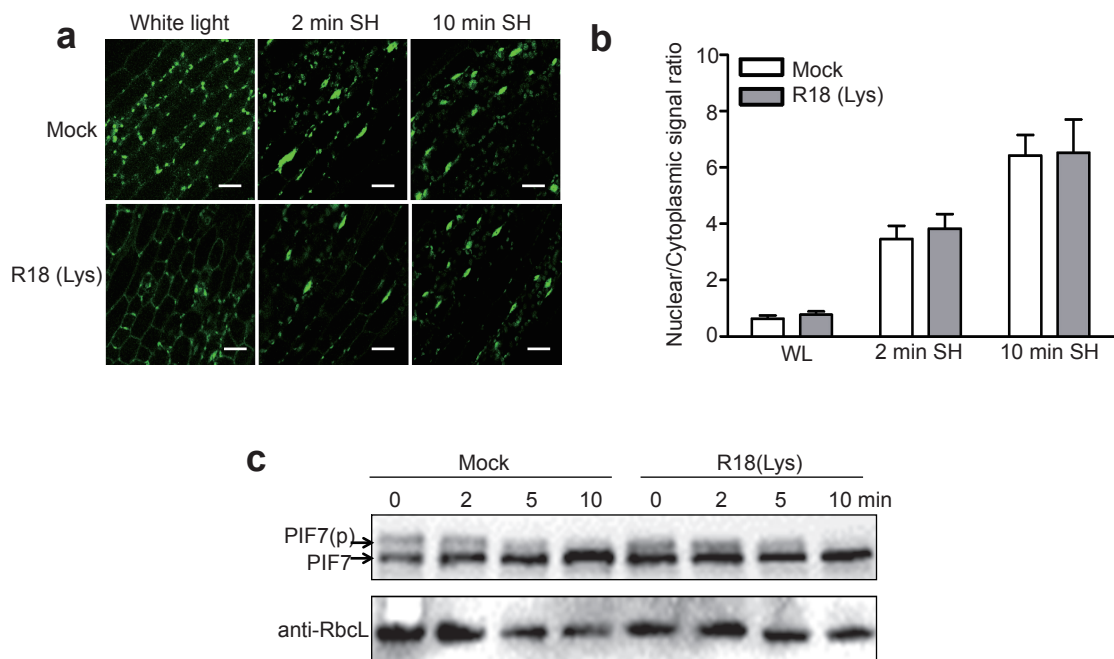 a
White light 2 min SH 10 min SH
Mock
R18 (Lys)
b
Nuclear/Cytoplasmic signal ratio
10
8
6
4
2
0
Mock
R18 (Lys)
WL 2 min SH 10 min SH
c
Mock R18(Lys)
0 2 5 10 0 2 5 10 min
PIF7(p)
PIF7
anti-RbcL